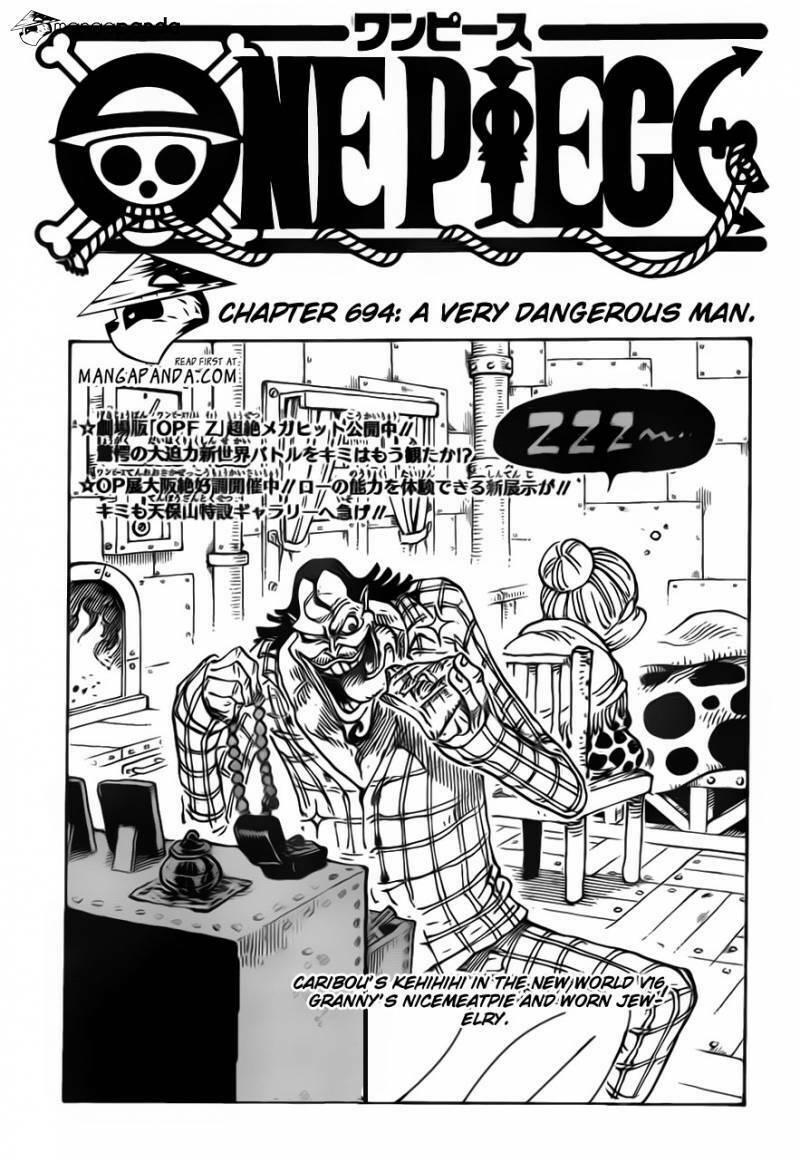 mangapanda
ワンピース
ONE PIECE
CHAPTER 694: A VERY DANGEROUS MAN.
READ FIRST AT
MANGAPANDA.COM
☆劇場版「OPF Z」超絶メガヒット公開中!!
驚愕の大迫力新世界バトルをキミはもう観たか!?
☆OP展大阪絶好調開催中!!ローの能力を体験できる新展示が!!
キミも天保山特設ギャラリーへ急げ!!
ZZZ~...
CARIBOU'S KEHIHIHI IN THE NEW WORLD V16,
GRANNY'S NICEMEATPIE AND WORN JEW-
ELRY.